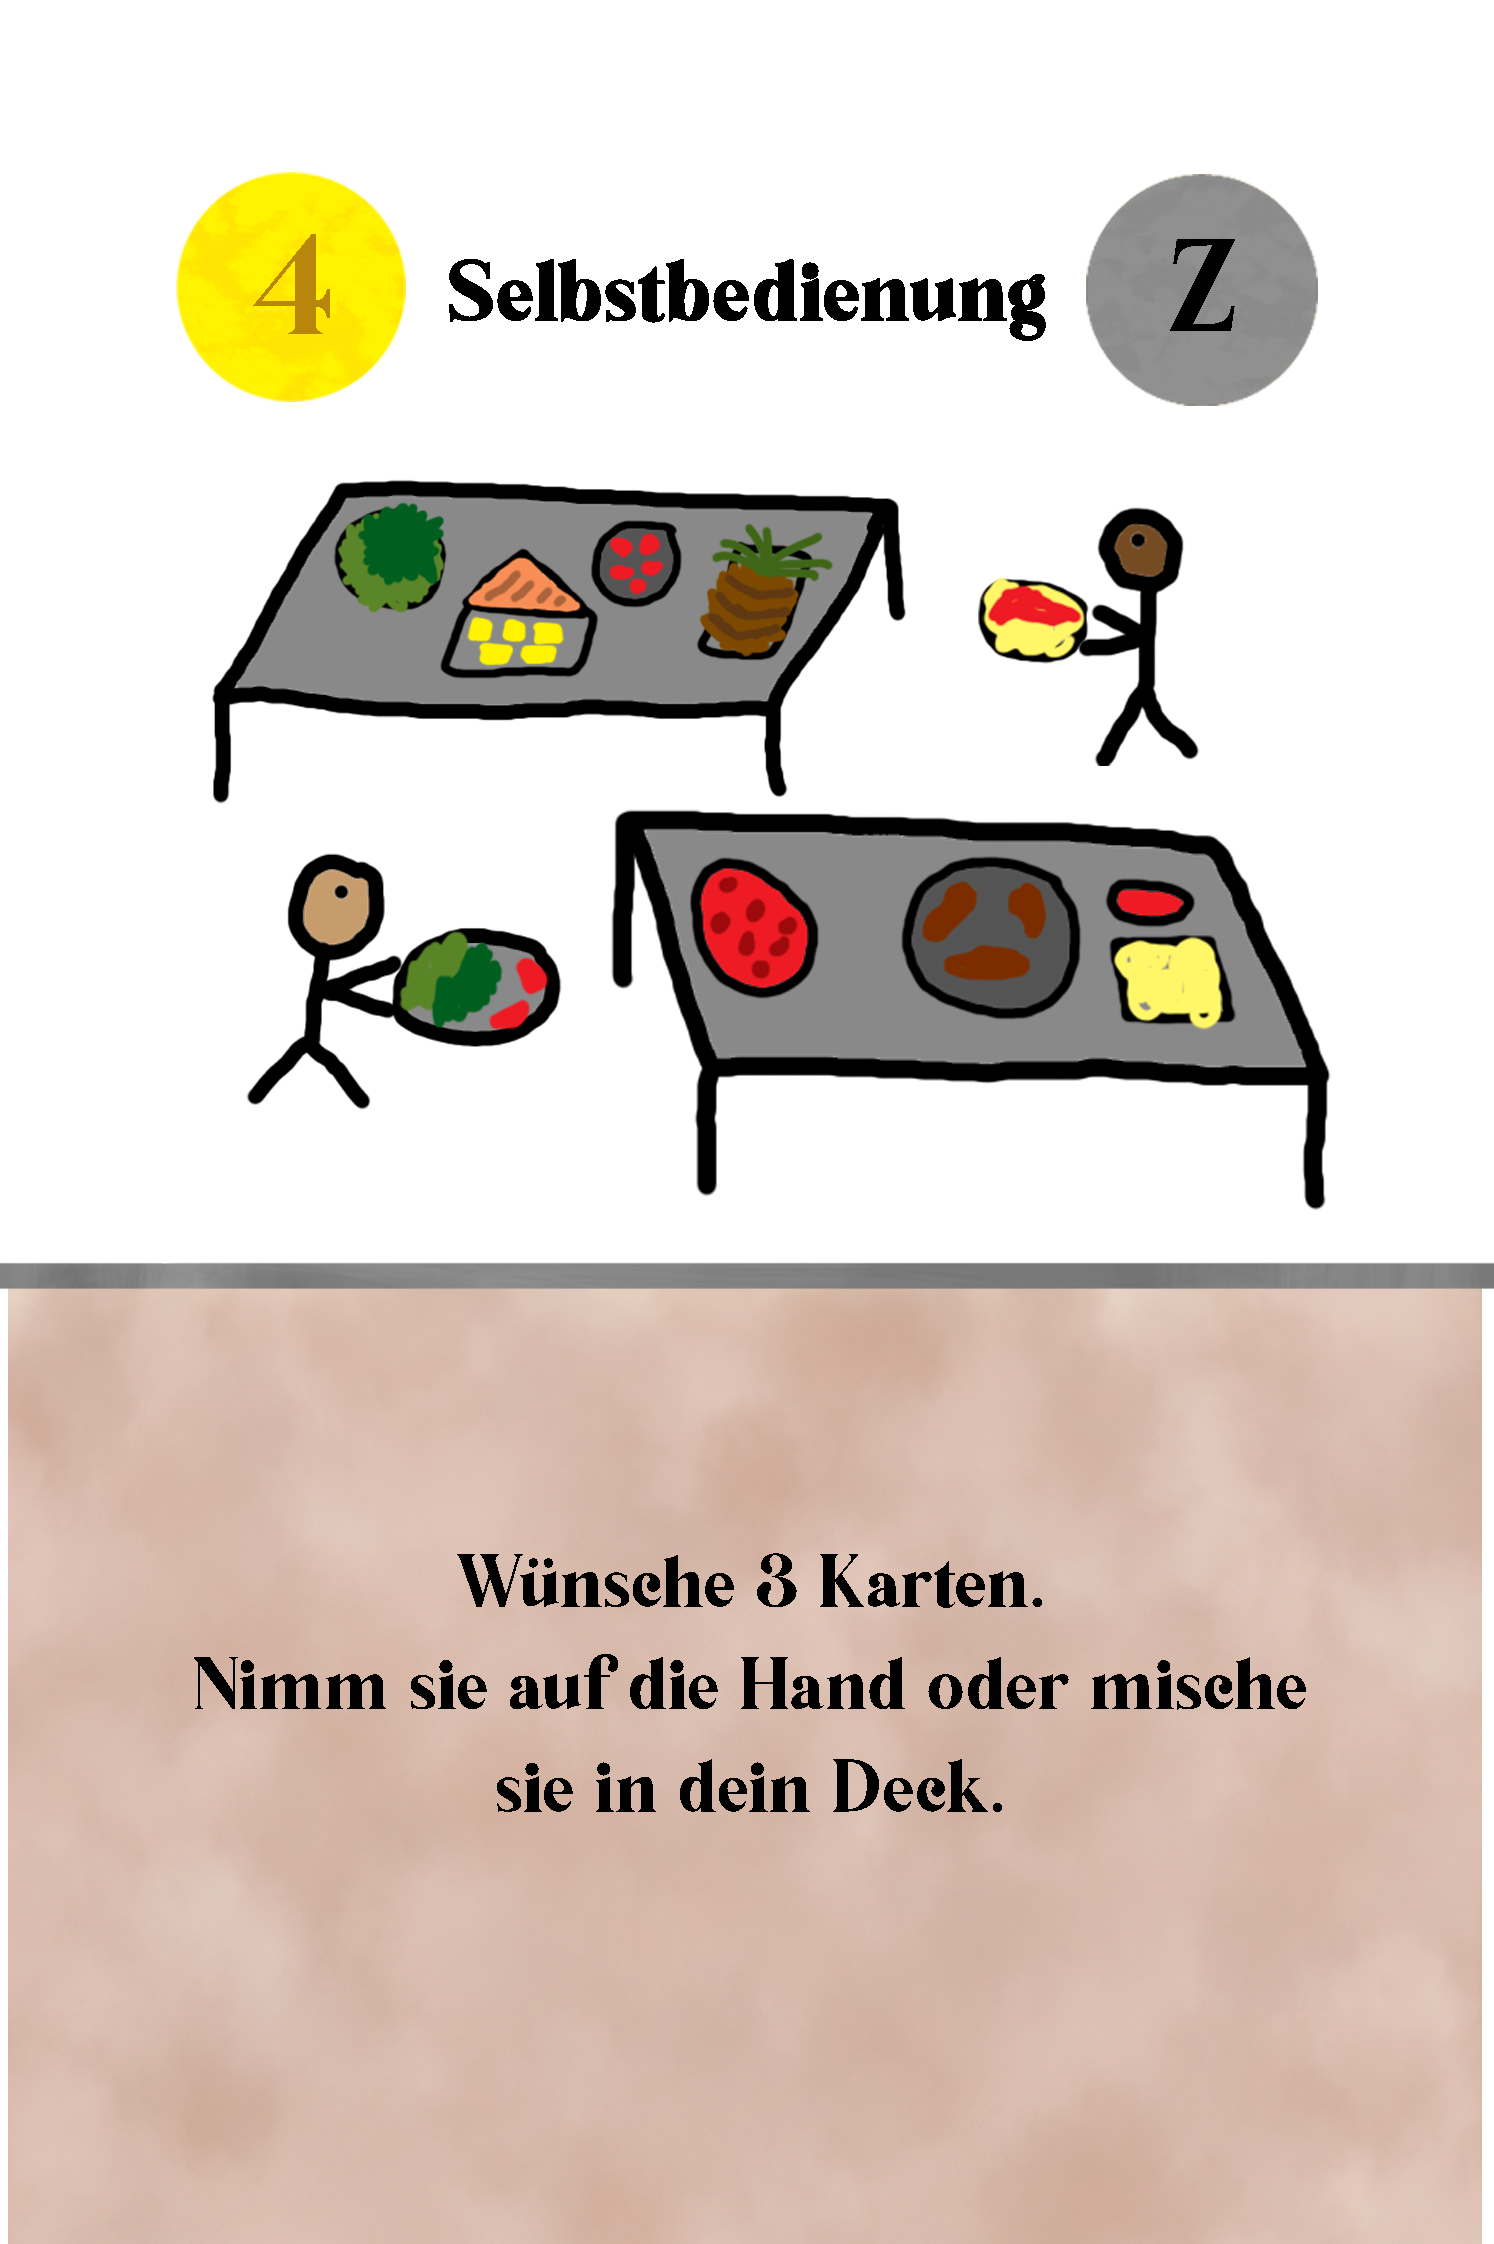 4 Selbstbedienung Z
Wünsche 3 Karten.
Nimm sie auf die Hand oder mische
sie in dein Deck.